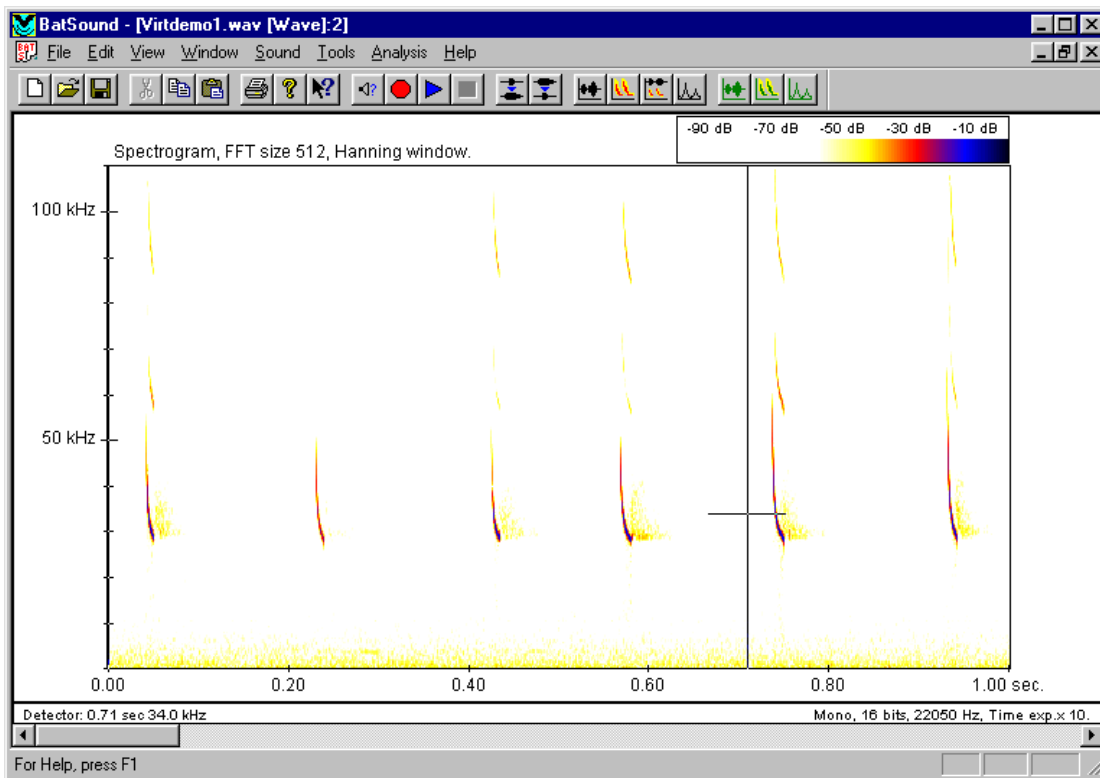 BatSound - [Virtdemo1.wav [Wave]:2]
File Edit View Window Sound Tools Analysis Help
-90 dB -70 dB -50 dB -30 dB -10 dB
Spectrogram, FFT size 512, Hanning window.
100 kHz
50 kHz
0.00 0.20 0.40 0.60 0.80 1.00 sec.
Detector: 0.71 sec 34.0 kHz Mono, 16 bits, 22050 Hz, Time exp.x 10.
For Help, press F1